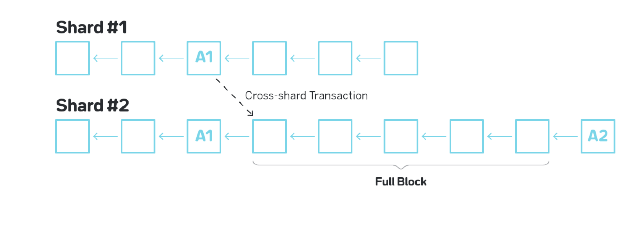 Shard #1
A1
Cross-shard Transaction
Shard #2
A1 A2
Full Block